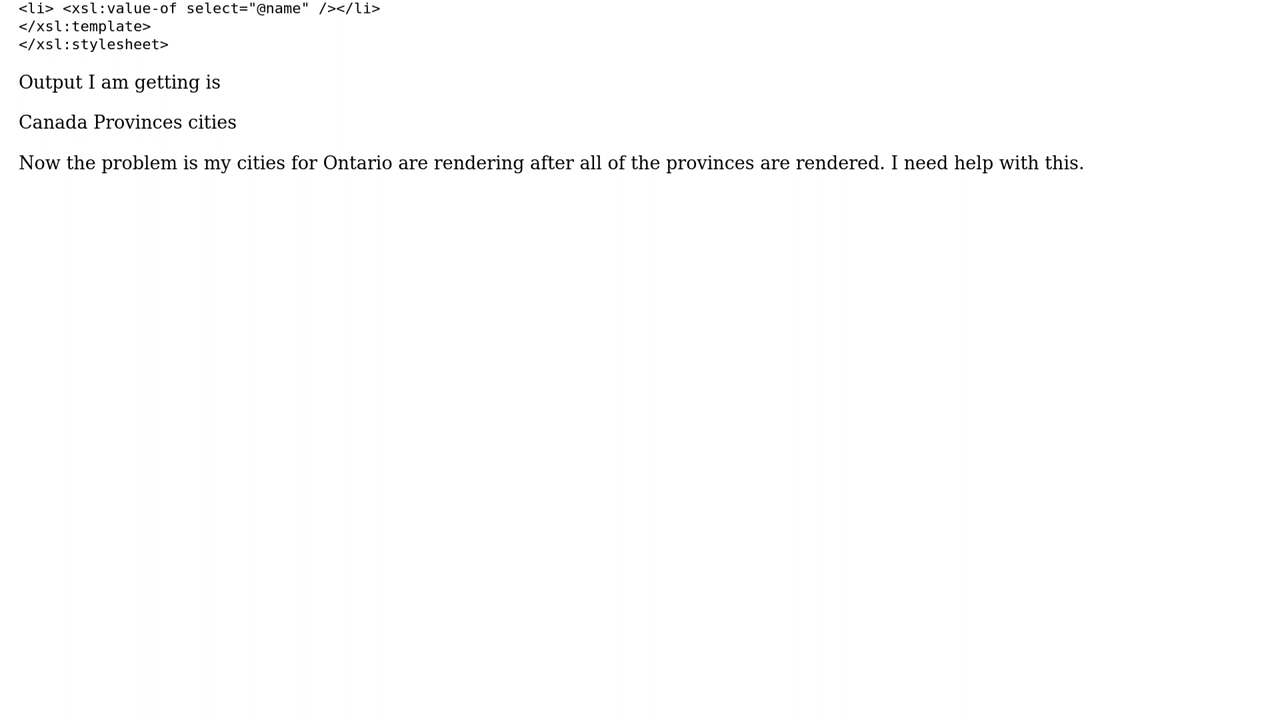 <li> <xsl:value-of select="@name" /></li>
</xsl:template>
</xsl:stylesheet>
Output I am getting is
Canada Provinces cities
Now the problem is my cities for Ontario are rendering after all of the provinces are rendered. I need help with this.